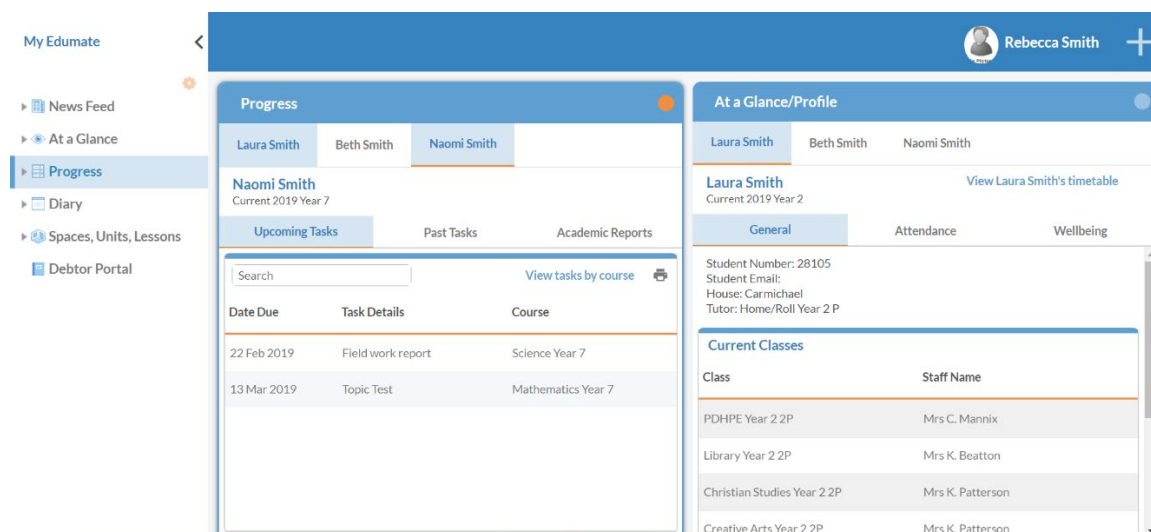 My Edumate
Rebecca Smith
News Feed
At a Glance
Progress
Diary
Spaces, Units, Lessons
Debtor Portal
Progress
Laura Smith Beth Smith Naomi Smith
Naomi Smith
Current 2019 Year 7
Upcoming Tasks Past Tasks Academic Reports
Search View tasks by course
Date Due Task Details Course
22 Feb 2019 Field work report Science Year 7
13 Mar 2019 Topic Test Mathematics Year 7
At a Glance/Profile
Laura Smith Beth Smith Naomi Smith
Laura Smith View Laura Smith's timetable
Current 2019 Year 2
General Attendance Wellbeing
Student Number: 28105
Student Email:
House: Carmichael
Tutor: Home/Roll Year 2 P
Current Classes
Class Staff Name
PDHPE Year 2 2P Mrs C. Mannix
Library Year 2 2P Mrs K. Beatton
Christian Studies Year 2 2P Mrs K. Patterson
Creative Arts Year 2 2P Mrs K. Patterson